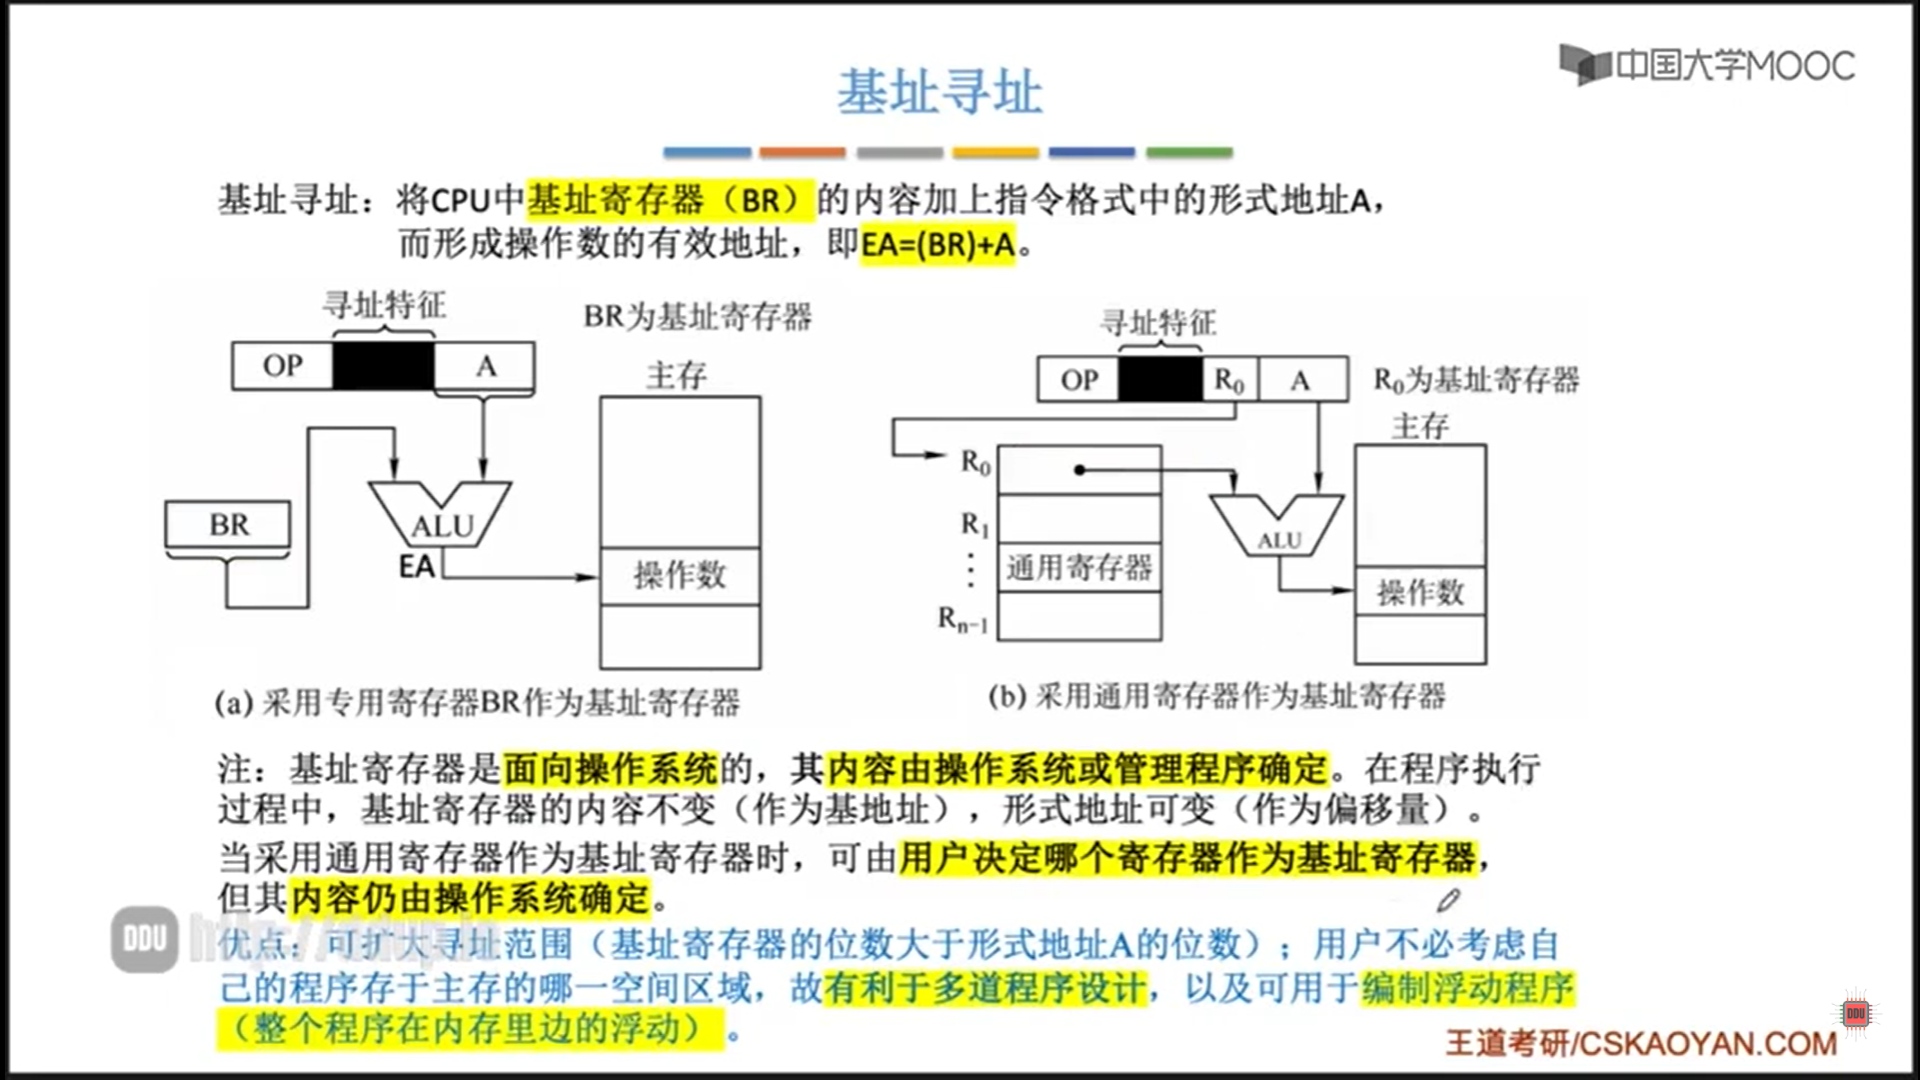 中国大学MOOC
基址寻址
基址寻址：将CPU中基址寄存器（BR）的内容加上指令格式中的形式地址A，
而形成操作数的有效地址，即EA=(BR)+A。
寻址特征
BR为基址寄存器
OP
A
主存
BR
ALU
EA
操作数
(a) 采用专用寄存器BR作为基址寄存器
寻址特征
OP
R₀
A
R₀为基址寄存器
主存
R₀
R₁
⋮
通用寄存器
Rₙ₋₁
ALU
操作数
(b) 采用通用寄存器作为基址寄存器
注：基址寄存器是面向操作系统的，其内容由操作系统或管理程序确定。在程序执行
过程中，基址寄存器的内容不变（作为基地址），形式地址可变（作为偏移量）。
当采用通用寄存器作为基址寄存器时，可由用户决定哪个寄存器作为基址寄存器，
但其内容仍由操作系统确定。
优点：可扩大寻址范围（基址寄存器的位数大于形式地址A的位数）；用户不必考虑自
己的程序存于主存的哪一空间区域，故有利于多道程序设计，以及可用于编制浮动程序
（整个程序在内存里边的浮动）。
DDU
DDU
王道考研/CSKAOYAN.COM